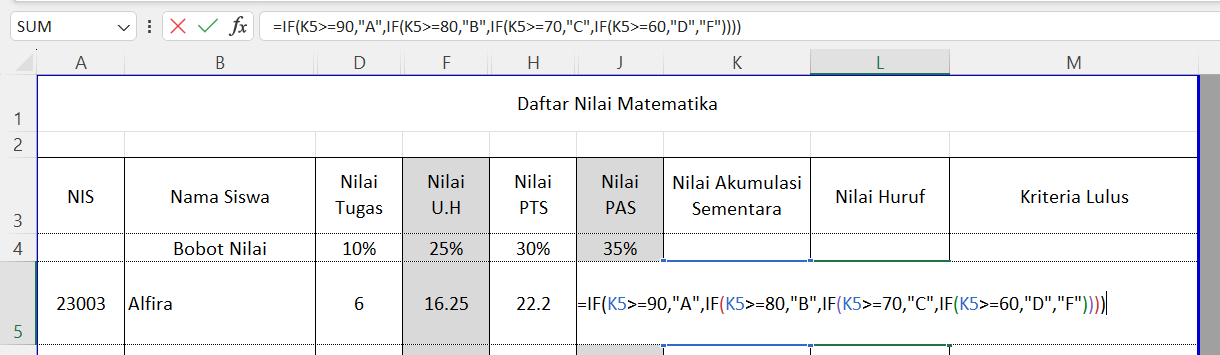 SUM fx =IF(K5>=90,"A",IF(K5>=80,"B",IF(K5>=70,"C",IF(K5>=60,"D","F"))))
A B D F H J K L M
1 Daftar Nilai Matematika
2
3 NIS Nama Siswa Nilai Tugas Nilai U.H Nilai PTS Nilai PAS Nilai Akumulasi Sementara Nilai Huruf Kriteria Lulus
4 Bobot Nilai 10% 25% 30% 35%
5 23003 Alfira 6 16.25 22.2 =IF(K5>=90,"A",IF(K5>=80,"B",IF(K5>=70,"C",IF(K5>=60,"D","F"))))